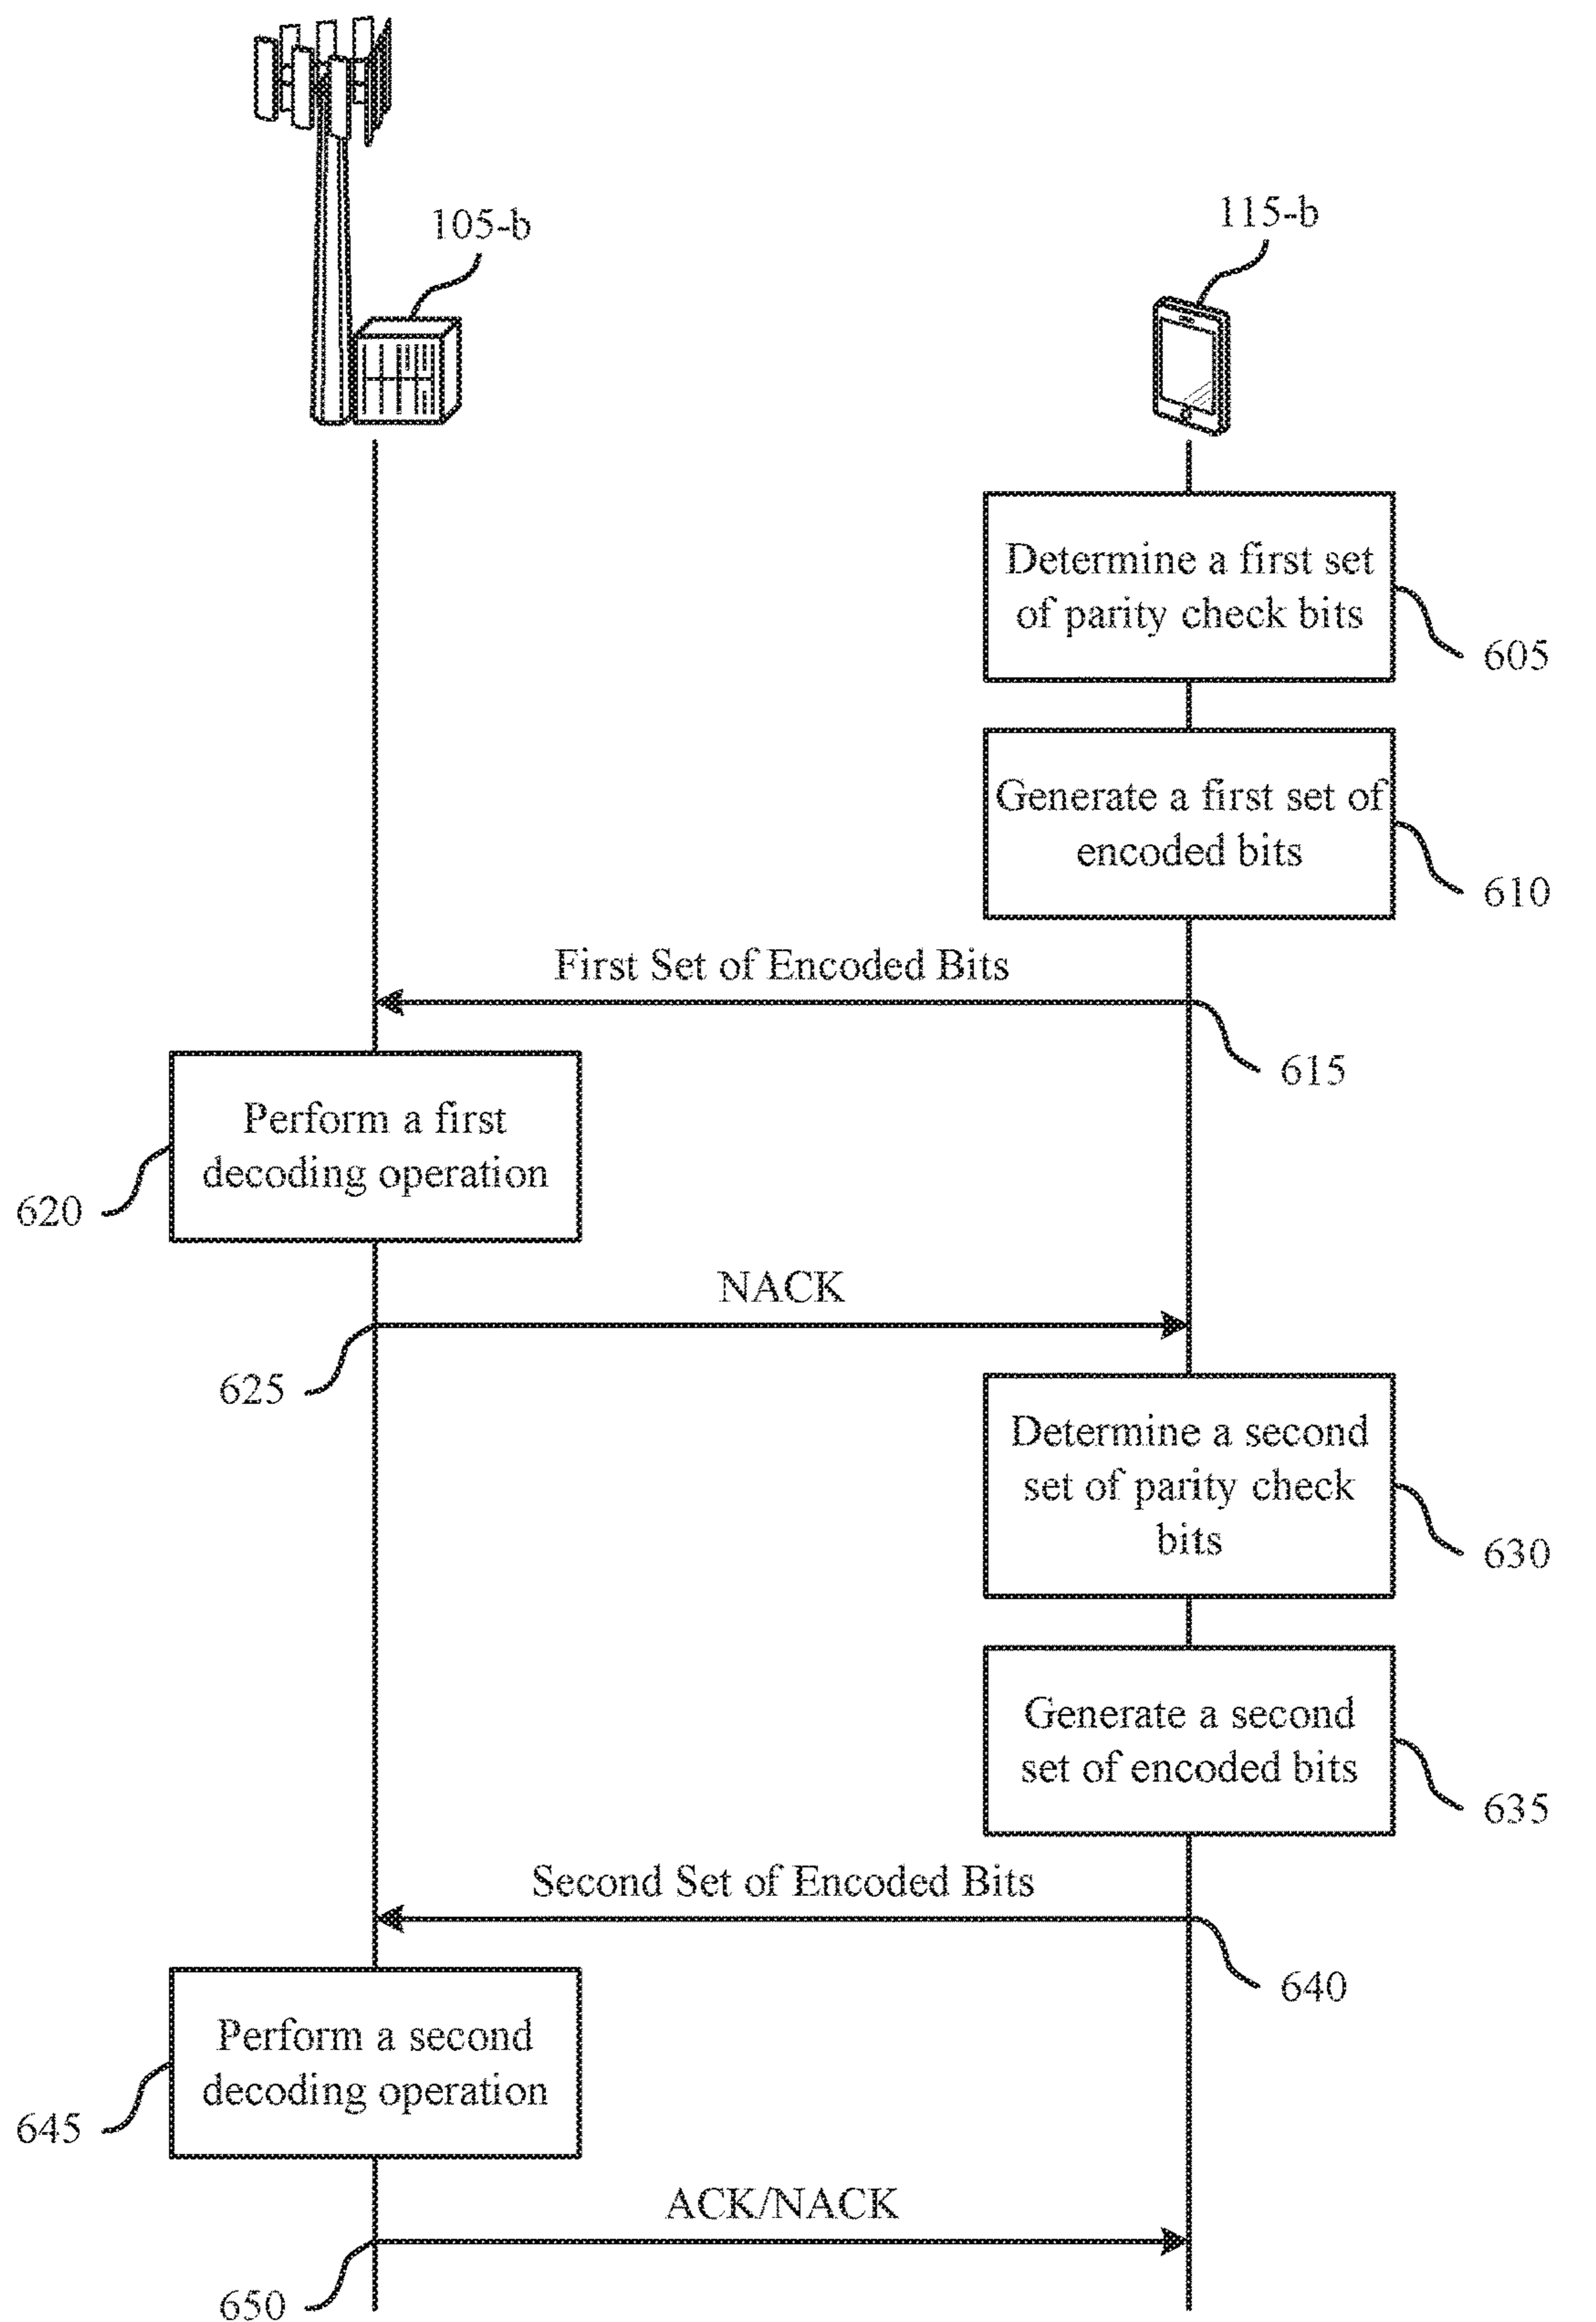 105-b
115-b
Determine a first set
of parity check bits
605
Generate a first set of
encoded bits
610
First Set of Encoded Bits
615
Perform a first
decoding operation
620
NACK
625
Determine a second
set of parity check
bits
630
Generate a second
set of encoded bits
635
Second Set of Encoded Bits
640
Perform a second
decoding operation
645
ACK/NACK
650